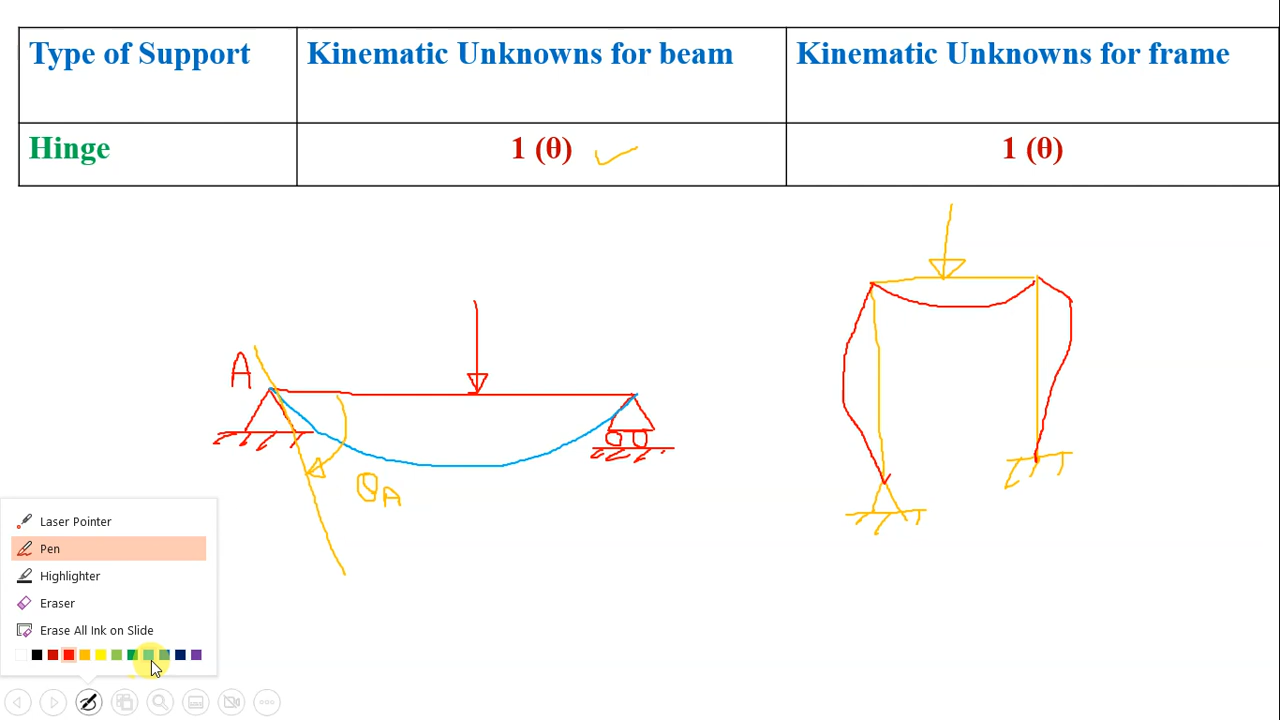 Type of Support
Kinematic Unknowns for beam
Kinematic Unknowns for frame
Hinge
1 (θ)
1 (θ)
A
θA
Laser Pointer
Pen
Highlighter
Eraser
Erase All Ink on Slide